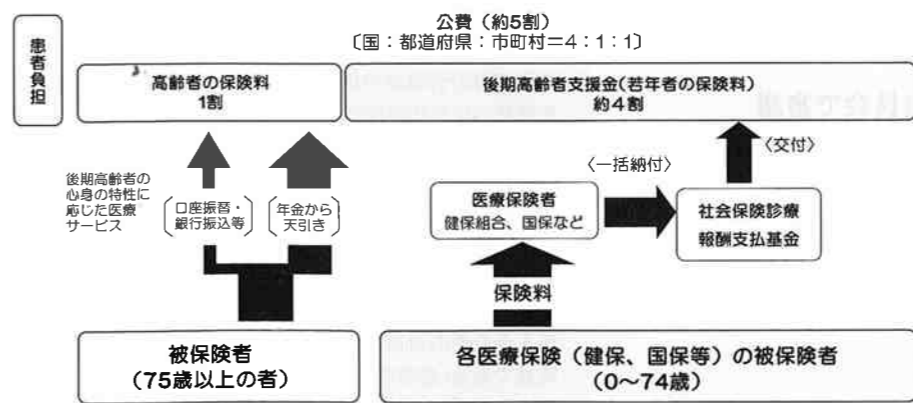 公費（約5割）
〔国：都道府県：市町村＝4：1：1〕
患者負担
高齢者の保険料
1割
後期高齢者支援金(若年者の保険料)
約4割
〈交付〉
〈一括納付〉
後期高齢者の
心身の特性に
応じた医療
サービス
口座振替・
銀行振込等
年金から
天引き
医療保険者
健保組合、国保など
社会保険診療
報酬支払基金
保険料
被保険者
（75歳以上の者）
各医療保険（健保、国保等）の被保険者
（0〜74歳）